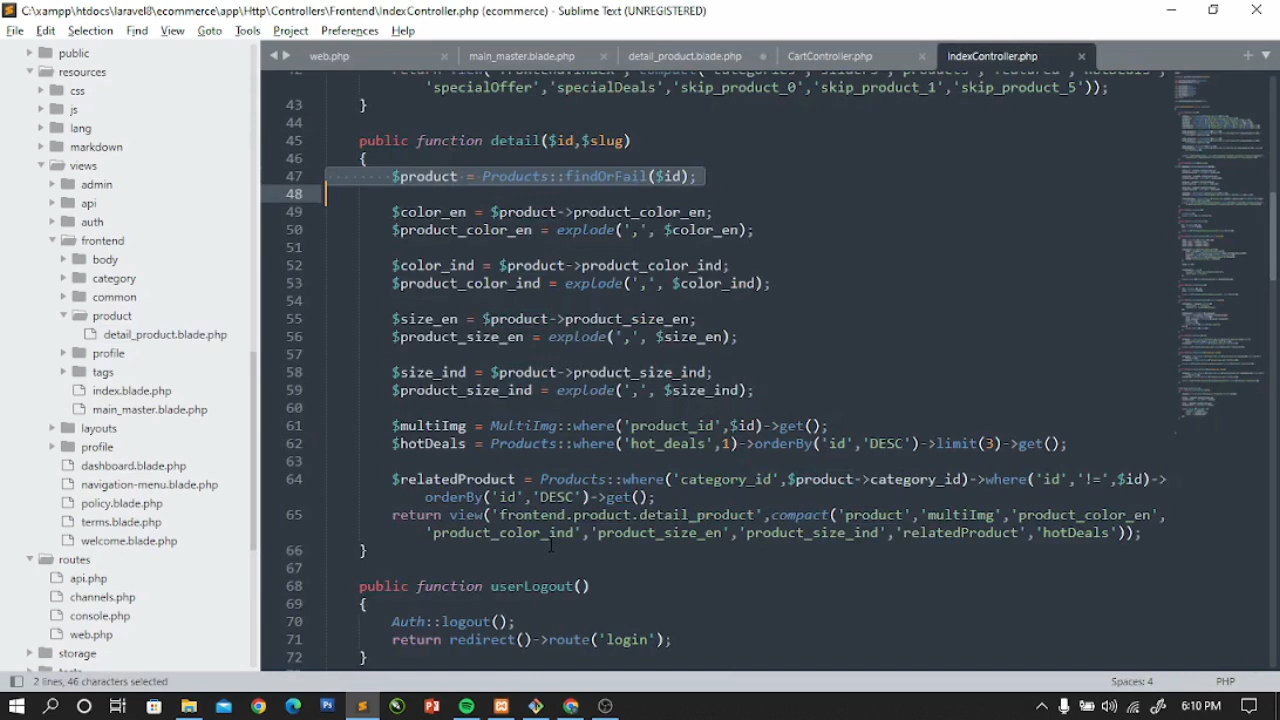 C:\xampp\htdocs\laravel8\ecommerce\app\Http\Controllers\Frontend\IndexController.php (ecommerce) - Sublime Text (UNREGISTERED)
File Edit Selection Find View Goto Tools Project Preferences Help
web.php main_master.blade.php detail_product.blade.php CartController.php IndexController.php
public
resources
css
js
lang
markdown
views
admin
api
auth
frontend
body
category
common
product
detail_product.blade.php
profile
tags
index.blade.php
main_master.blade.php
layouts
profile
dashboard.blade.php
navigation-menu.blade.php
policy.blade.php
terms.blade.php
welcome.blade.php
routes
api.php
channels.php
console.php
web.php
storage
'specialOffer','specialDeals','skip_product_0','skip_product_1','skip_product_5'));
43 }
44
45 public function detail($id,$slug)
46 {
47 $product = Products::findOrFail($id);
48
49 $color_en = $product->product_color_en;
50 $product_color_en = explode(',', $color_en);
51
52 $color_ind = $product->product_color_ind;
53 $product_color_ind = explode(',', $color_ind);
54
55 $size_en = $product->product_size_en;
56 $product_size_en = explode(',', $size_en);
57
58 $size_ind = $product->product_size_ind;
59 $product_size_ind = explode(',', $size_ind);
60
61 $multiImg = MultiImg::where('product_id',$id)->get();
62 $hotDeals = Products::where('hot_deals',1)->orderBy('id','DESC')->limit(3)->get();
63
64 $relatedProduct = Products::where('category_id',$product->category_id)->where('id','!=',$id)->
orderBy('id','DESC')->get();
65 return view('frontend.product.detail_product',compact('product','multiImg','product_color_en',
'product_color_ind','product_size_en','product_size_ind','relatedProduct','hotDeals'));
66 }
67
68 public function userLogout()
69 {
70 Auth::logout();
71 return redirect()->route('login');
72 }
2 lines, 46 characters selected Spaces: 4 PHP
6:10 PM